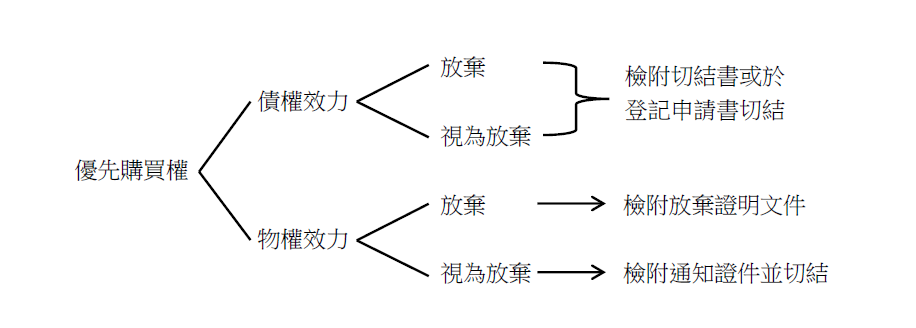 優先購買權
債權效力
放棄
視為放棄
檢附切結書或於
登記申請書切結
物權效力
放棄
檢附放棄證明文件
視為放棄
檢附通知證件並切結